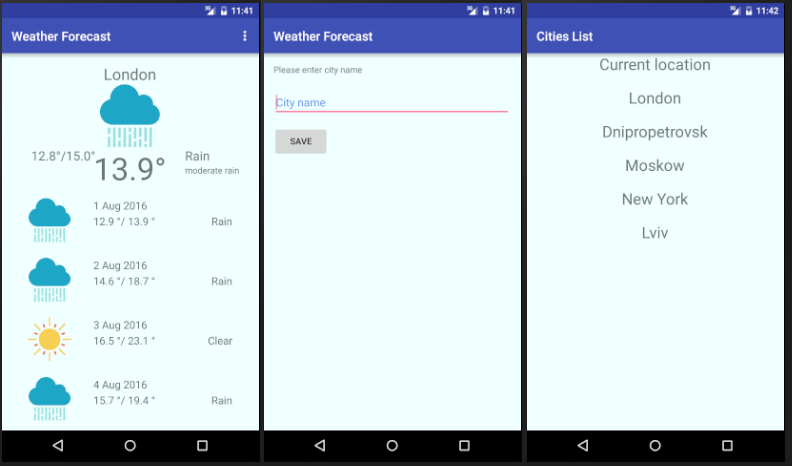 3G 11:41
Weather Forecast
London
12.8°/15.0°
13.9°
Rain
moderate rain
1 Aug 2016
12.9 °/ 13.9 °
Rain
2 Aug 2016
14.6 °/ 18.7 °
Rain
3 Aug 2016
16.5 °/ 23.1 °
Clear
4 Aug 2016
15.7 °/ 19.4 °
Rain
3G 11:41
Weather Forecast
Please enter city name
City name
SAVE
3G 11:42
Cities List
Current location
London
Dnipropetrovsk
Moskow
New York
Lviv